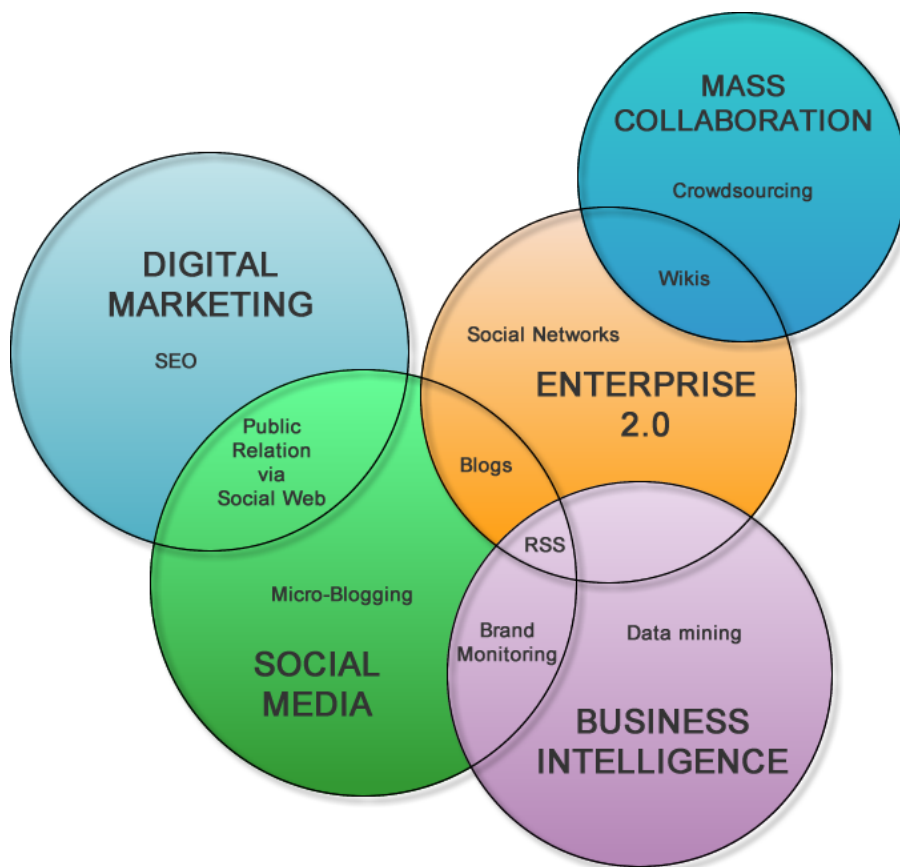 MASS
COLLABORATION
Crowdsourcing
Wikis
DIGITAL
MARKETING
SEO
Social Networks
ENTERPRISE
2.0
Public
Relation
via
Social Web
Blogs
RSS
Micro-Blogging
Brand
Monitoring
Data mining
SOCIAL
MEDIA
BUSINESS
INTELLIGENCE